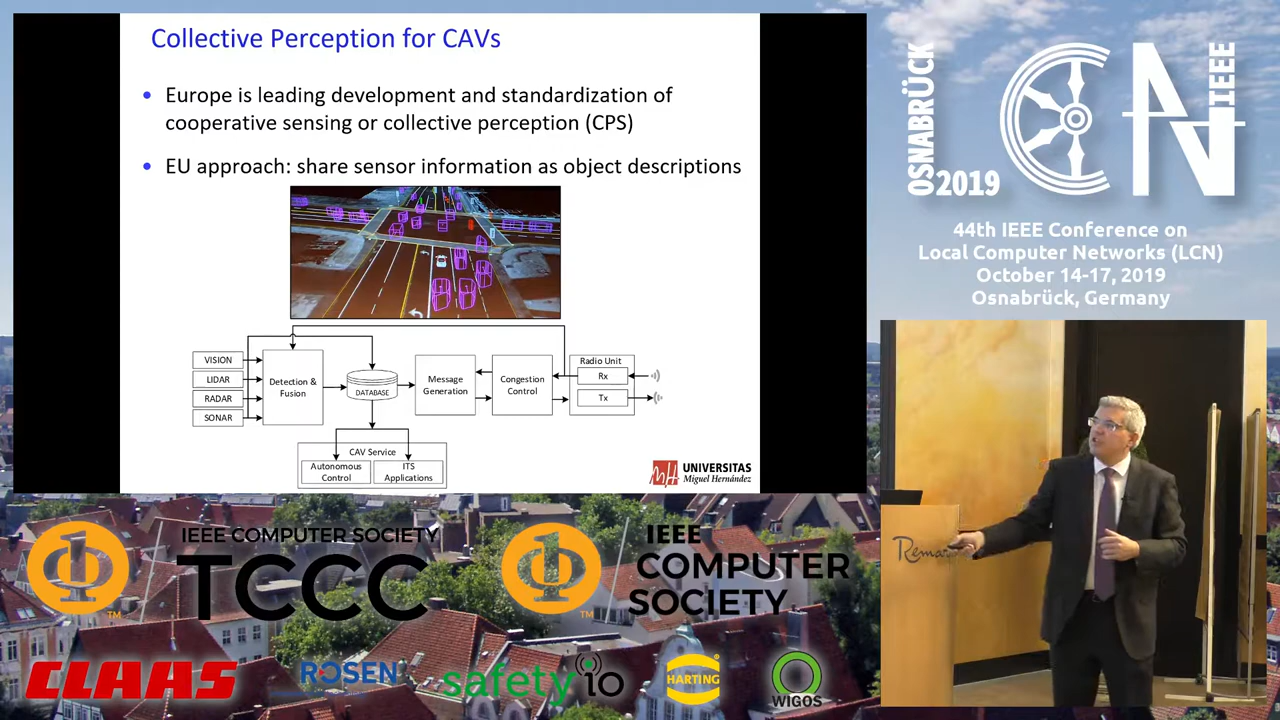 Collective Perception for CAVs
• Europe is leading development and standardization of
cooperative sensing or collective perception (CPS)
• EU approach: share sensor information as object descriptions
VISION
LIDAR
RADAR
SONAR
Detection &
Fusion
DATABASE
Message
Generation
Congestion
Control
Radio Unit
Rx
Tx
CAV Service
Autonomous
Control
ITS
Applications
MH
UNIVERSITAS
Miguel Hernández
OSNABRÜCK
2019
LCN
IEEE
44th IEEE Conference on
Local Computer Networks (LCN)
October 14-17, 2019
Osnabrück, Germany
IEEE COMPUTER SOCIETY
TCCC
TM
IEEE
COMPUTER
SOCIETY
TM
CLAAS
ROSEN
safety io
HARTING
WIGOS